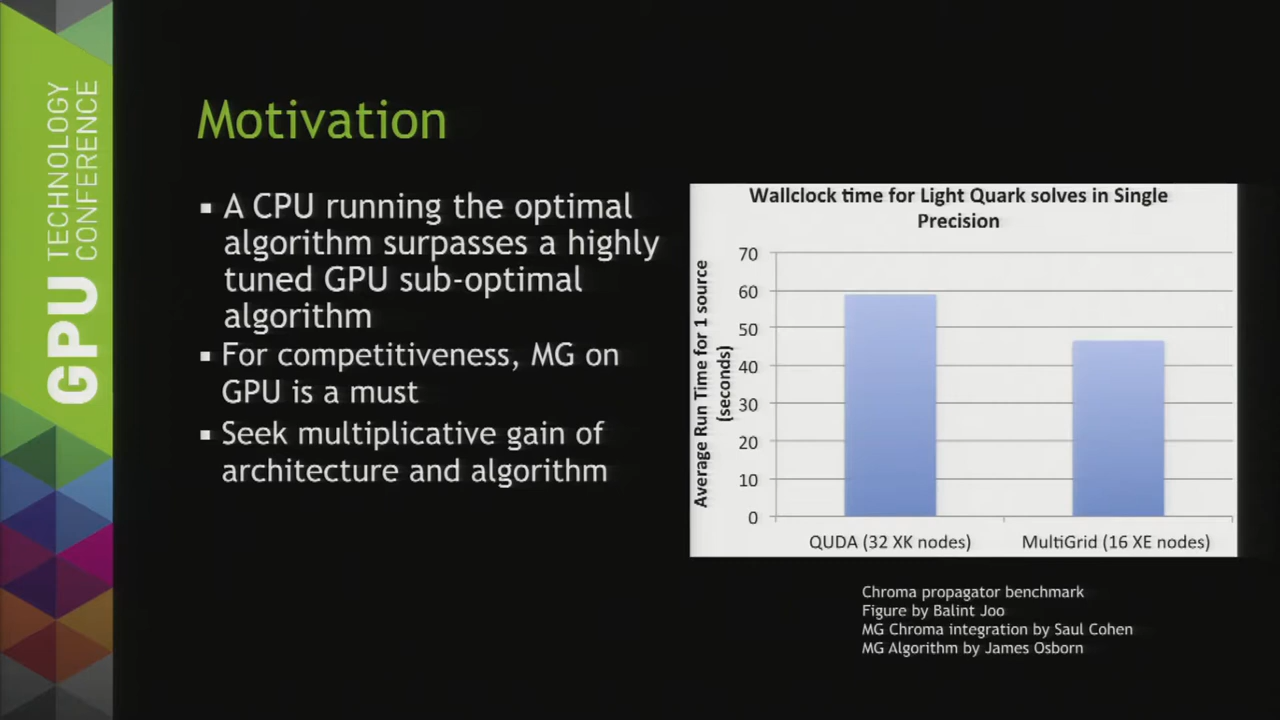 GPU TECHNOLOGY
CONFERENCE
Motivation
▪ A CPU running the optimal
algorithm surpasses a highly
tuned GPU sub-optimal
algorithm
▪ For competitiveness, MG on
GPU is a must
▪ Seek multiplicative gain of
architecture and algorithm
Wallclock time for Light Quark solves in Single
Precision
Average Run Time for 1 source
(seconds)
70
60
50
40
30
20
10
0
QUDA (32 XK nodes)
MultiGrid (16 XE nodes)
Chroma propagator benchmark
Figure by Balint Joo
MG Chroma integration by Saul Cohen
MG Algorithm by James Osborn